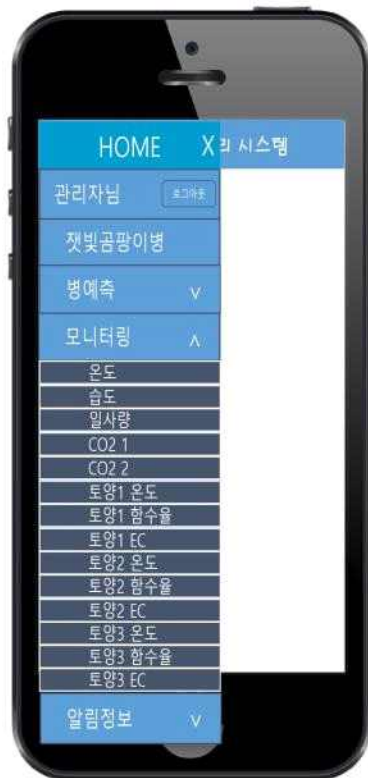 HOME X 리 시스템
관리자님 로그아웃
잿빛곰팡이병
병예측 ∨
모니터링 ∧
온도
습도
일사량
CO2 1
CO2 2
토양1 온도
토양1 함수율
토양1 EC
토양2 온도
토양2 함수율
토양2 EC
토양3 온도
토양3 함수율
토양3 EC
알림정보 ∨